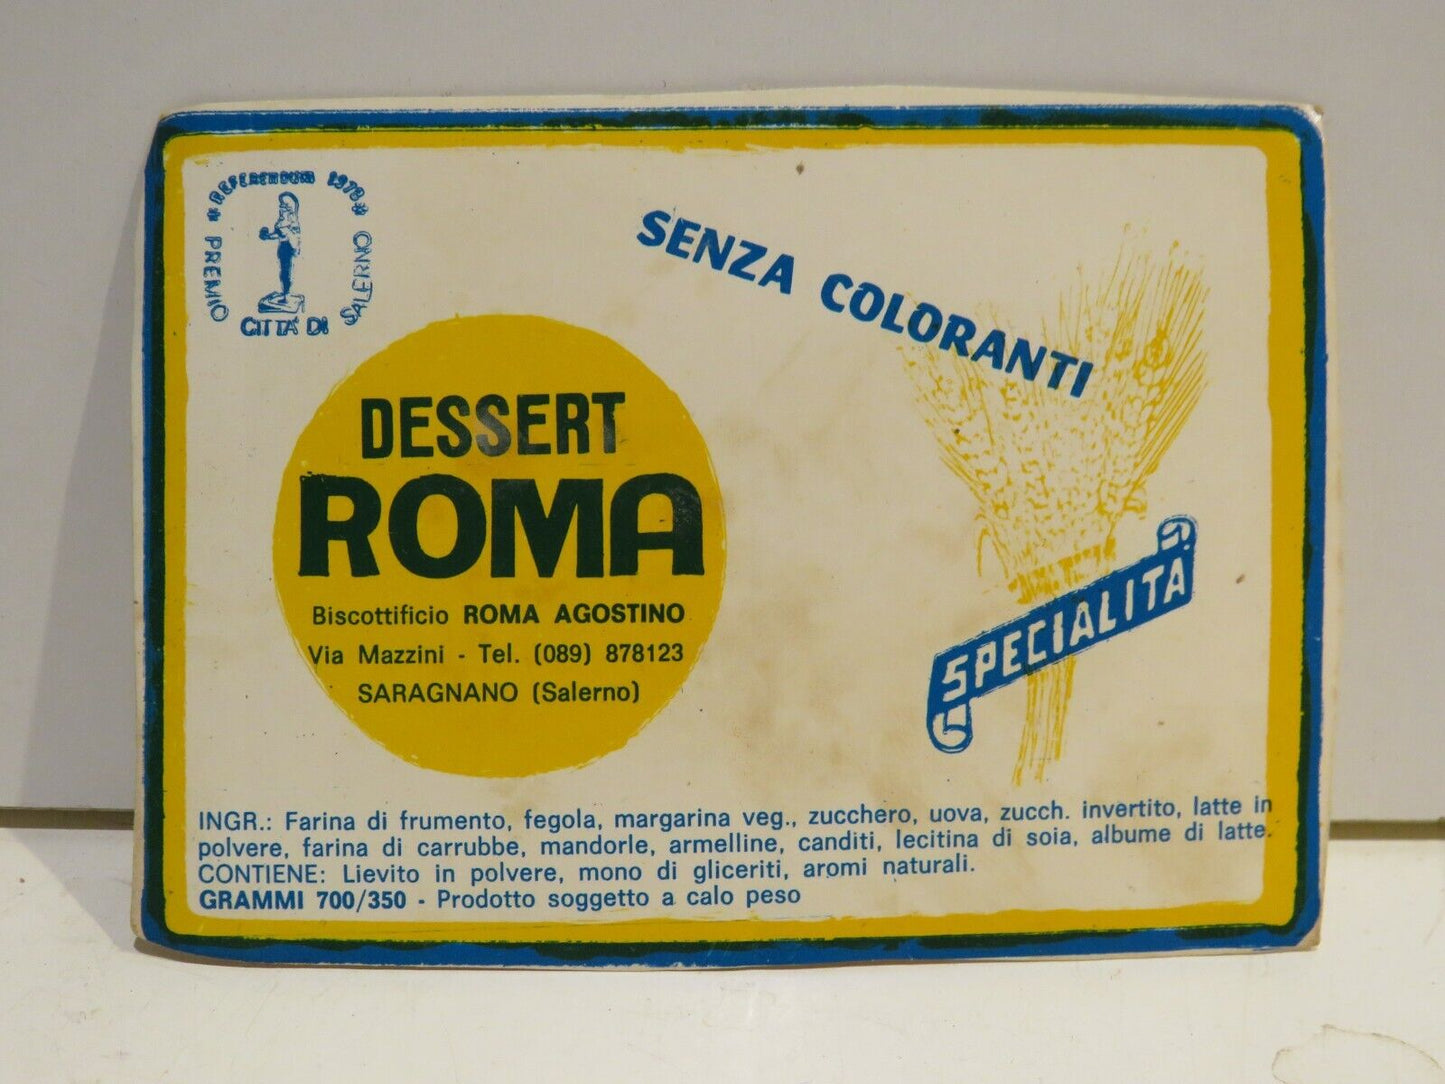 * REFERENDUM 1978 *
PREMIO CITTÀ DI SALERNO
SENZA COLORANTI
DESSERT
ROMA
Biscottificio ROMA AGOSTINO
Via Mazzini - Tel. (089) 878123
SARAGNANO (Salerno)
SPECIALITÀ
INGR.: Farina di frumento, fegola, margarina veg., zucchero, uova, zucch. invertito, latte in
polvere, farina di carrubbe, mandorle, armelline, canditi, lecitina di soia, albume di latte.
CONTIENE: Lievito in polvere, mono di gliceriti, aromi naturali.
GRAMMI 700/350 - Prodotto soggetto a calo peso